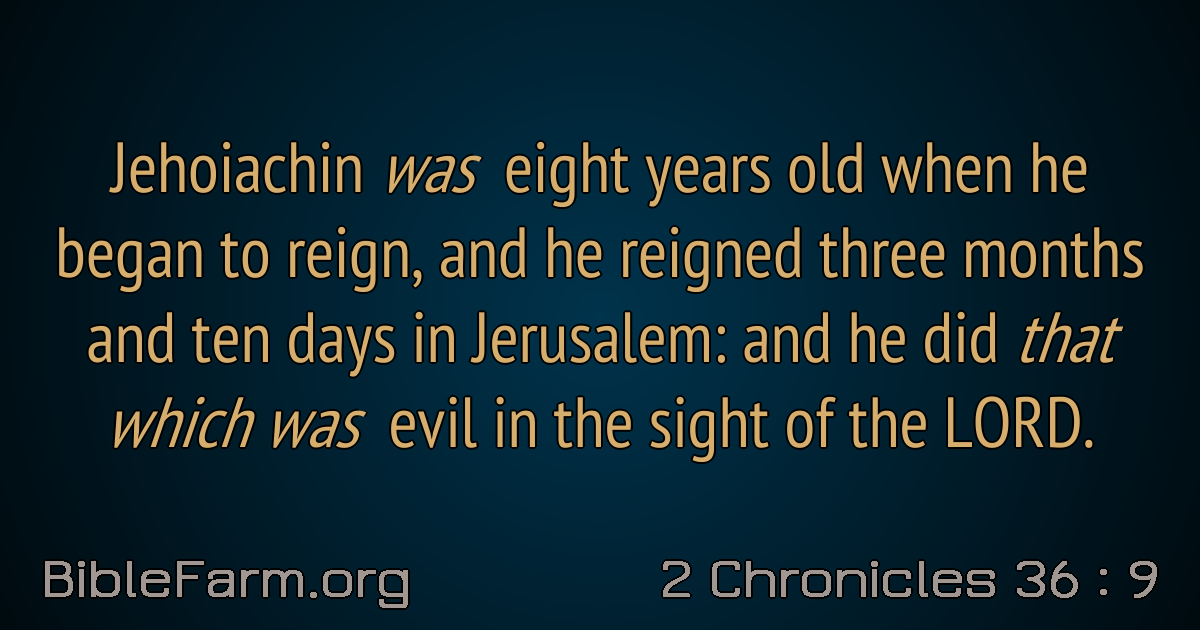 Jehoiachin was eight years old when he
began to reign, and he reigned three months
and ten days in Jerusalem: and he did that
which was evil in the sight of the LORD.
BibleFarm.org
2 Chronicles 36 : 9